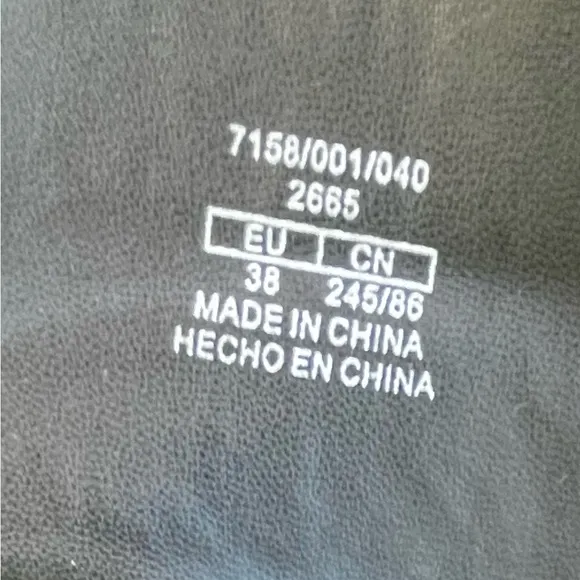 7158/001/040
2665
EU CN
38 245/86
MADE IN CHINA
HECHO EN CHINA